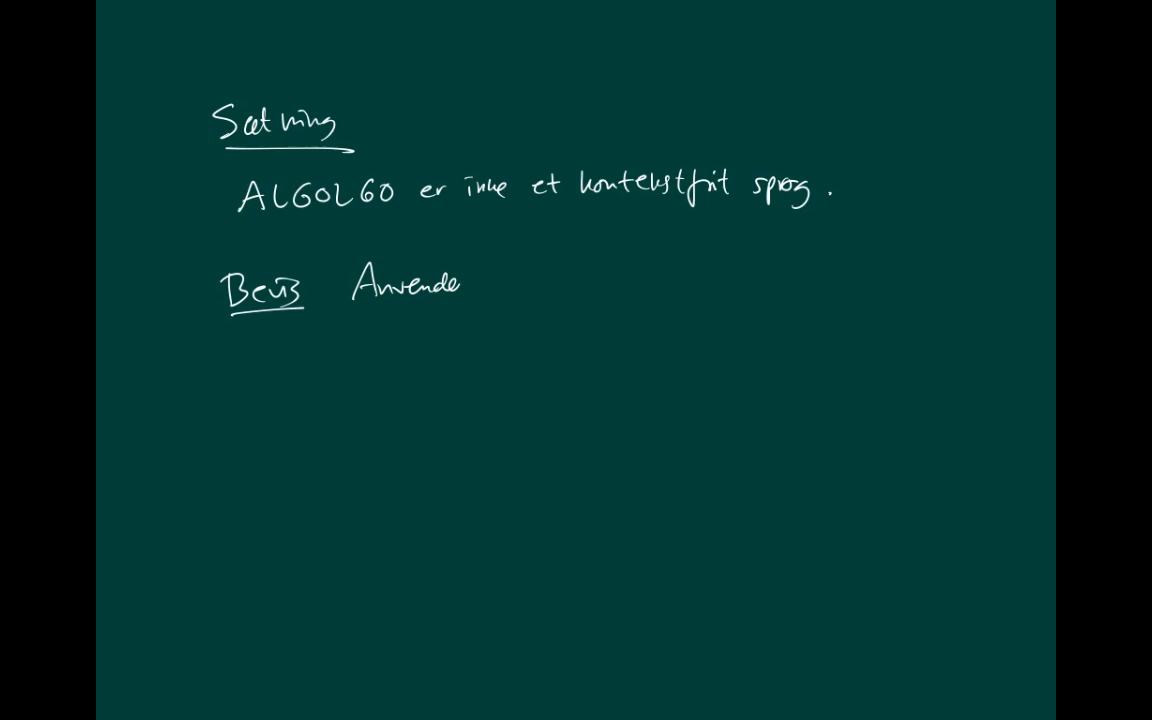 Sætning
ALGOL60 er ikke et kontekstfrit sprog.
Bevis Anvende